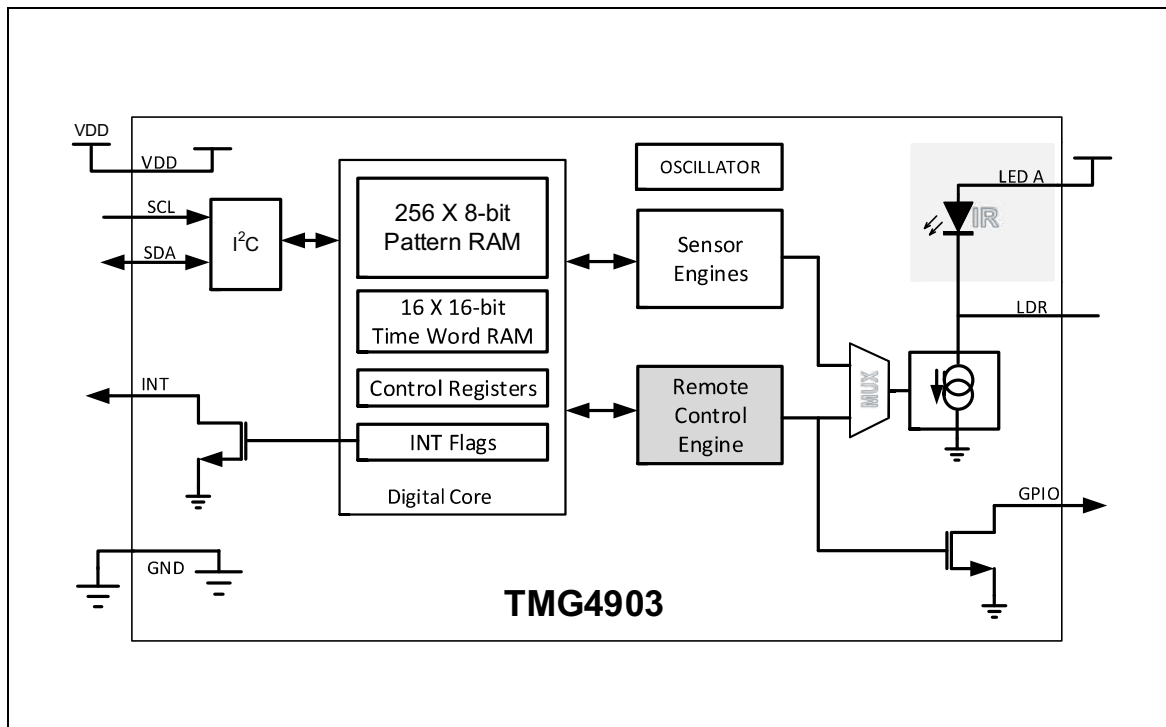 VDD
VDD
SCL
SDA
I²C
INT
GND
256 X 8-bit
Pattern RAM
16 X 16-bit
Time Word RAM
Control Registers
INT Flags
Digital Core
OSCILLATOR
Sensor
Engines
Remote
Control
Engine
MUX
IR
LED A
LDR
GPIO
TMG4903